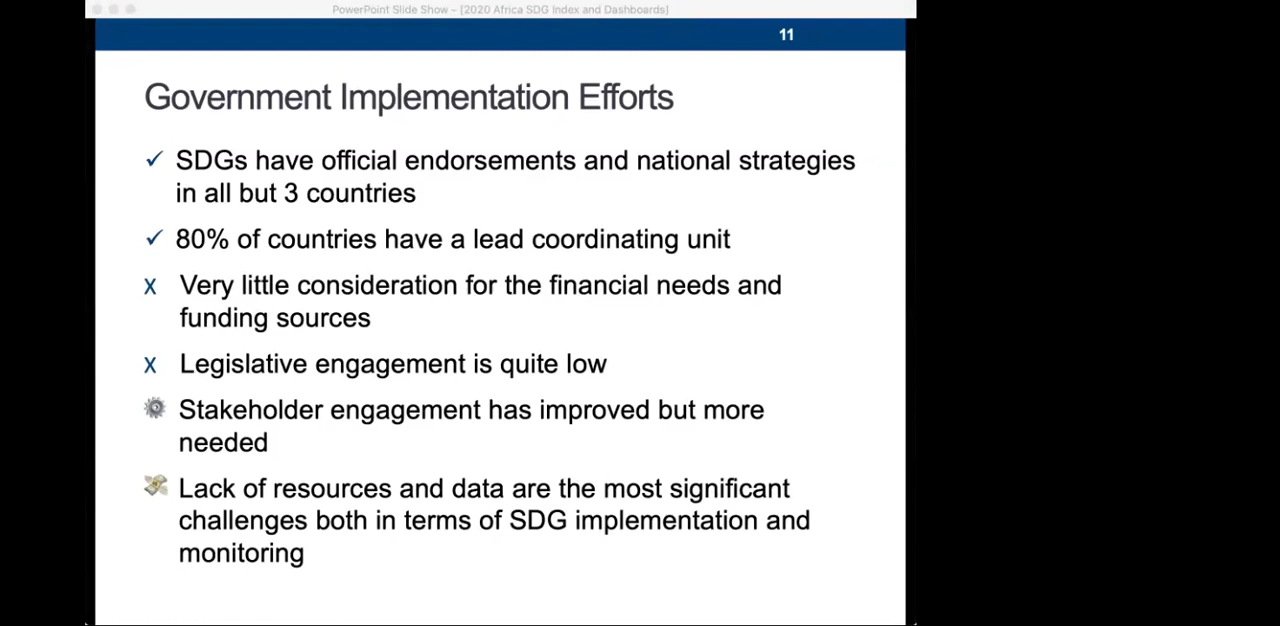 PowerPoint Slide Show - [2020 Africa SDG Index and Dashboards]
11
Government Implementation Efforts
✓ SDGs have official endorsements and national strategies
in all but 3 countries
✓ 80% of countries have a lead coordinating unit
x Very little consideration for the financial needs and
funding sources
x Legislative engagement is quite low
Stakeholder engagement has improved but more
needed
Lack of resources and data are the most significant
challenges both in terms of SDG implementation and
monitoring